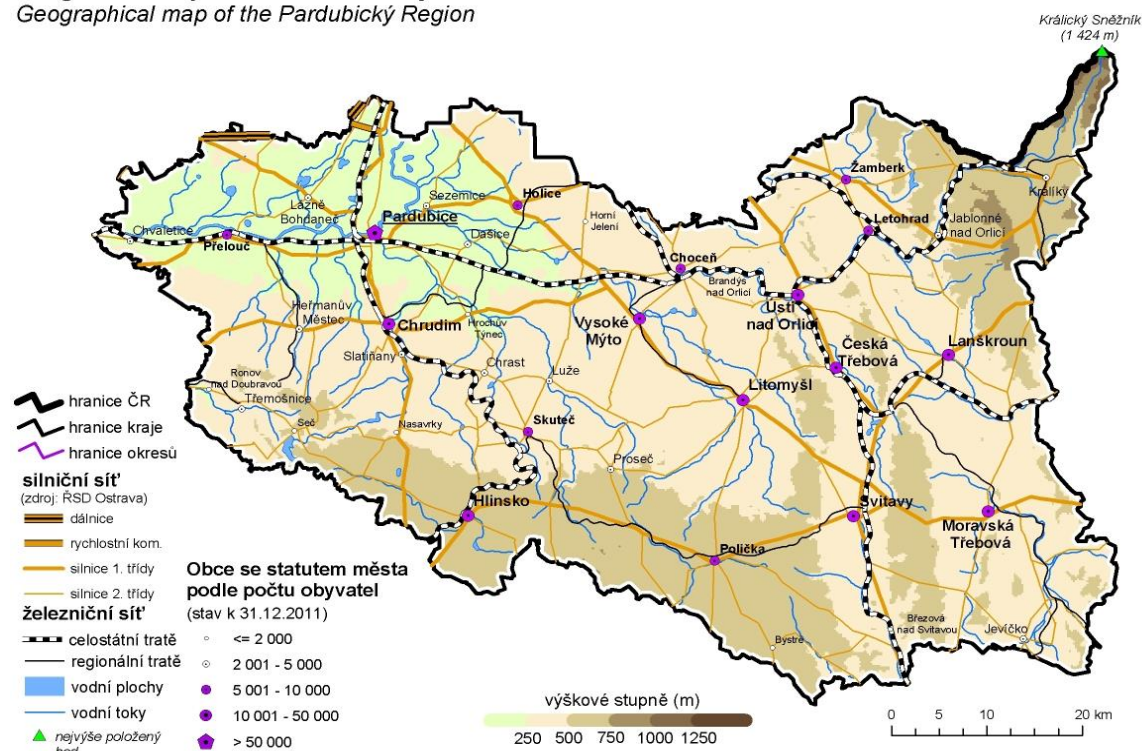 Geographical map of the Pardubický Region
Králický Sněžník
(1 424 m)
Žamberk
Králíky
Letohrad
Jablonné
nad Orlicí
Holice
Sezemice
Lázně
Bohdaneč
Horní
Jelení
Pardubice
Chvaletice
Přelouč
Dašice
Choceň
Brandýs
nad Orlicí
Ústí
nad Orlicí
Heřmanův
Městec
Chrudim
Hrochův
Týnec
Vysoké
Mýto
Česká
Třebová
Lanškroun
Slatiňany
Chrast
Luže
Litomyšl
Ronov
nad Doubravou
Třemošnice
Seč
Nasavrky
Skuteč
Proseč
Hlinsko
Svitavy
Moravská
Třebová
Polička
Březová
nad Svitavou
Jevíčko
Bystré
hranice ČR
hranice kraje
hranice okresů
silniční síť
(zdroj: ŘSD Ostrava)
dálnice
rychlostní kom.
silnice 1. třídy
silnice 2. třídy
železniční síť
celostátní tratě
regionální tratě
vodní plochy
vodní toky
nejvýše položený
Obce se statutem města
podle počtu obyvatel
(stav k 31.12.2011)
<= 2 000
2 001 - 5 000
5 001 - 10 000
10 001 - 50 000
> 50 000
výškové stupně (m)
250 500 750 1000 1250
0 5 10 20 km